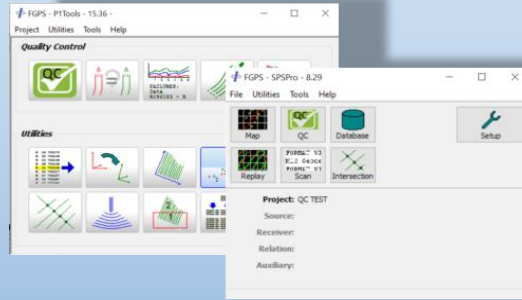 FGPS - P1Tools - 15.36 -
Project Utilities Tools Help
Quality Control
QC
FAILURES:
Utilities
FGPS - SPSPro - 8.29
File Utilities Tools Help
Map
QC
Database
Setup
Replay
Scan
Intersection
Project: QC TEST
Source:
Receiver:
Relation:
Auxiliary: